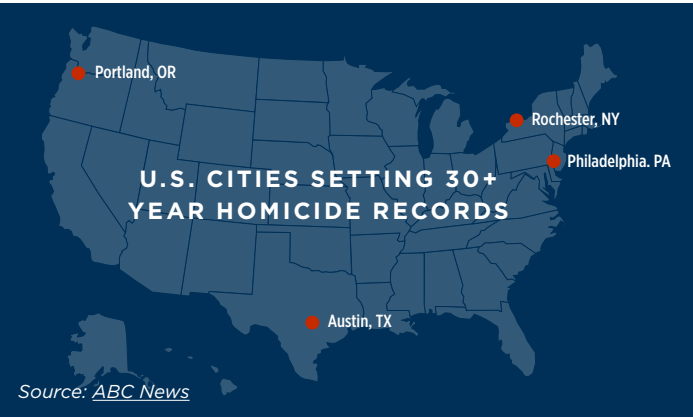 Portland, OR
Rochester, NY
Philadelphia. PA
U.S. CITIES SETTING 30+
YEAR HOMICIDE RECORDS
Austin, TX
Source: ABC News